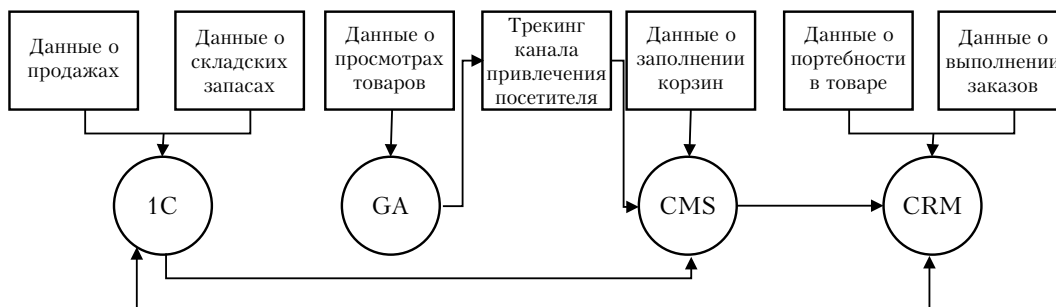 Данные о
продажах
Данные о
складских
запасах
Данные о
просмотрах
товаров
Трекинг
канала
привлечения
посетителя
Данные о
заполнении
корзин
Данные о
портебности
в товаре
Данные о
выполнении
заказов
1С
GA
CMS
CRM